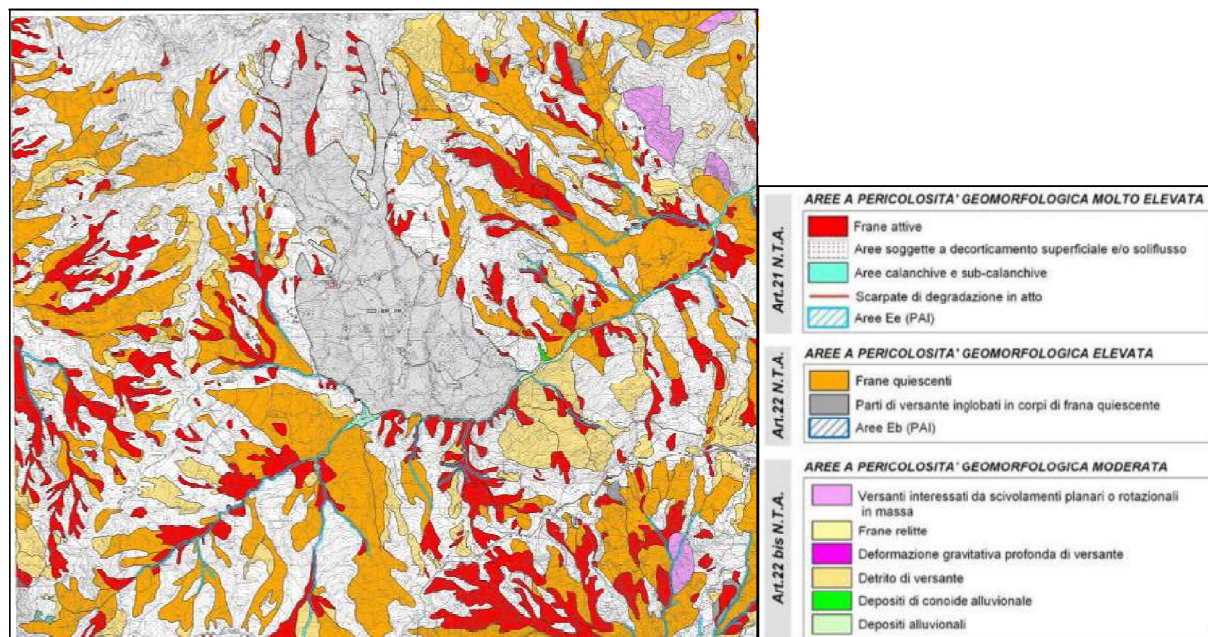 AREE A PERICOLOSITA' GEOMORFOLOGICA MOLTO ELEVATA
Art.21 N.T.A.
Frane attive
Aree soggette a decorticamento superficiale e/o soliflusso
Aree calanchive e sub-calanchive
Scarpate di degradazione in atto
Aree Ee (PAI)
AREE A PERICOLOSITA' GEOMORFOLOGICA ELEVATA
Art.22 N.T.A.
Frane quiescenti
Parti di versante inglobati in corpi di frana quiescente
Aree Eb (PAI)
AREE A PERICOLOSITA' GEOMORFOLOGICA MODERATA
Art.22 bis N.T.A.
Versanti interessati da scivolamenti planari o rotazionali
in massa
Frane relitte
Deformazione gravitativa profonda di versante
Detrito di versante
Depositi di conoide alluvionale
Depositi alluvionali